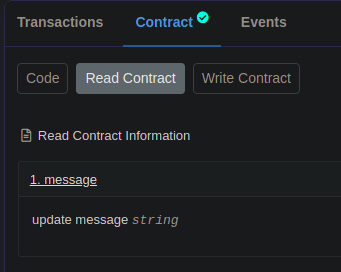 Transactions Contract Events
Code Read Contract Write Contract
Read Contract Information
1. message
update message string